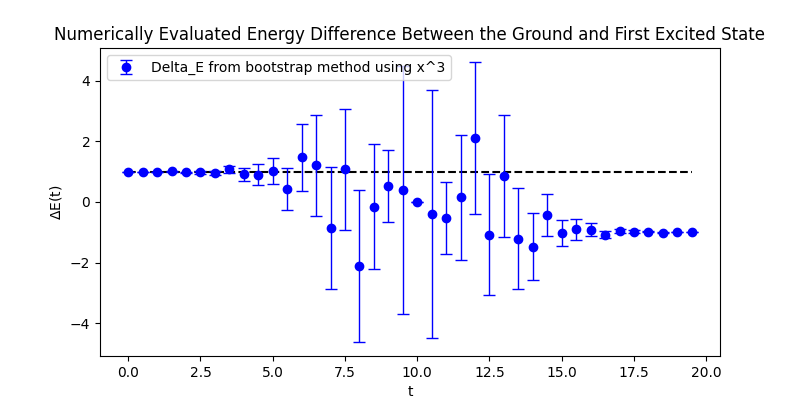 Numerically Evaluated Energy Difference Between the Ground and First Excited State
Delta_E from bootstrap method using x^3
ΔE(t)
4
2
0
−2
−4
0.0 2.5 5.0 7.5 10.0 12.5 15.0 17.5 20.0
t